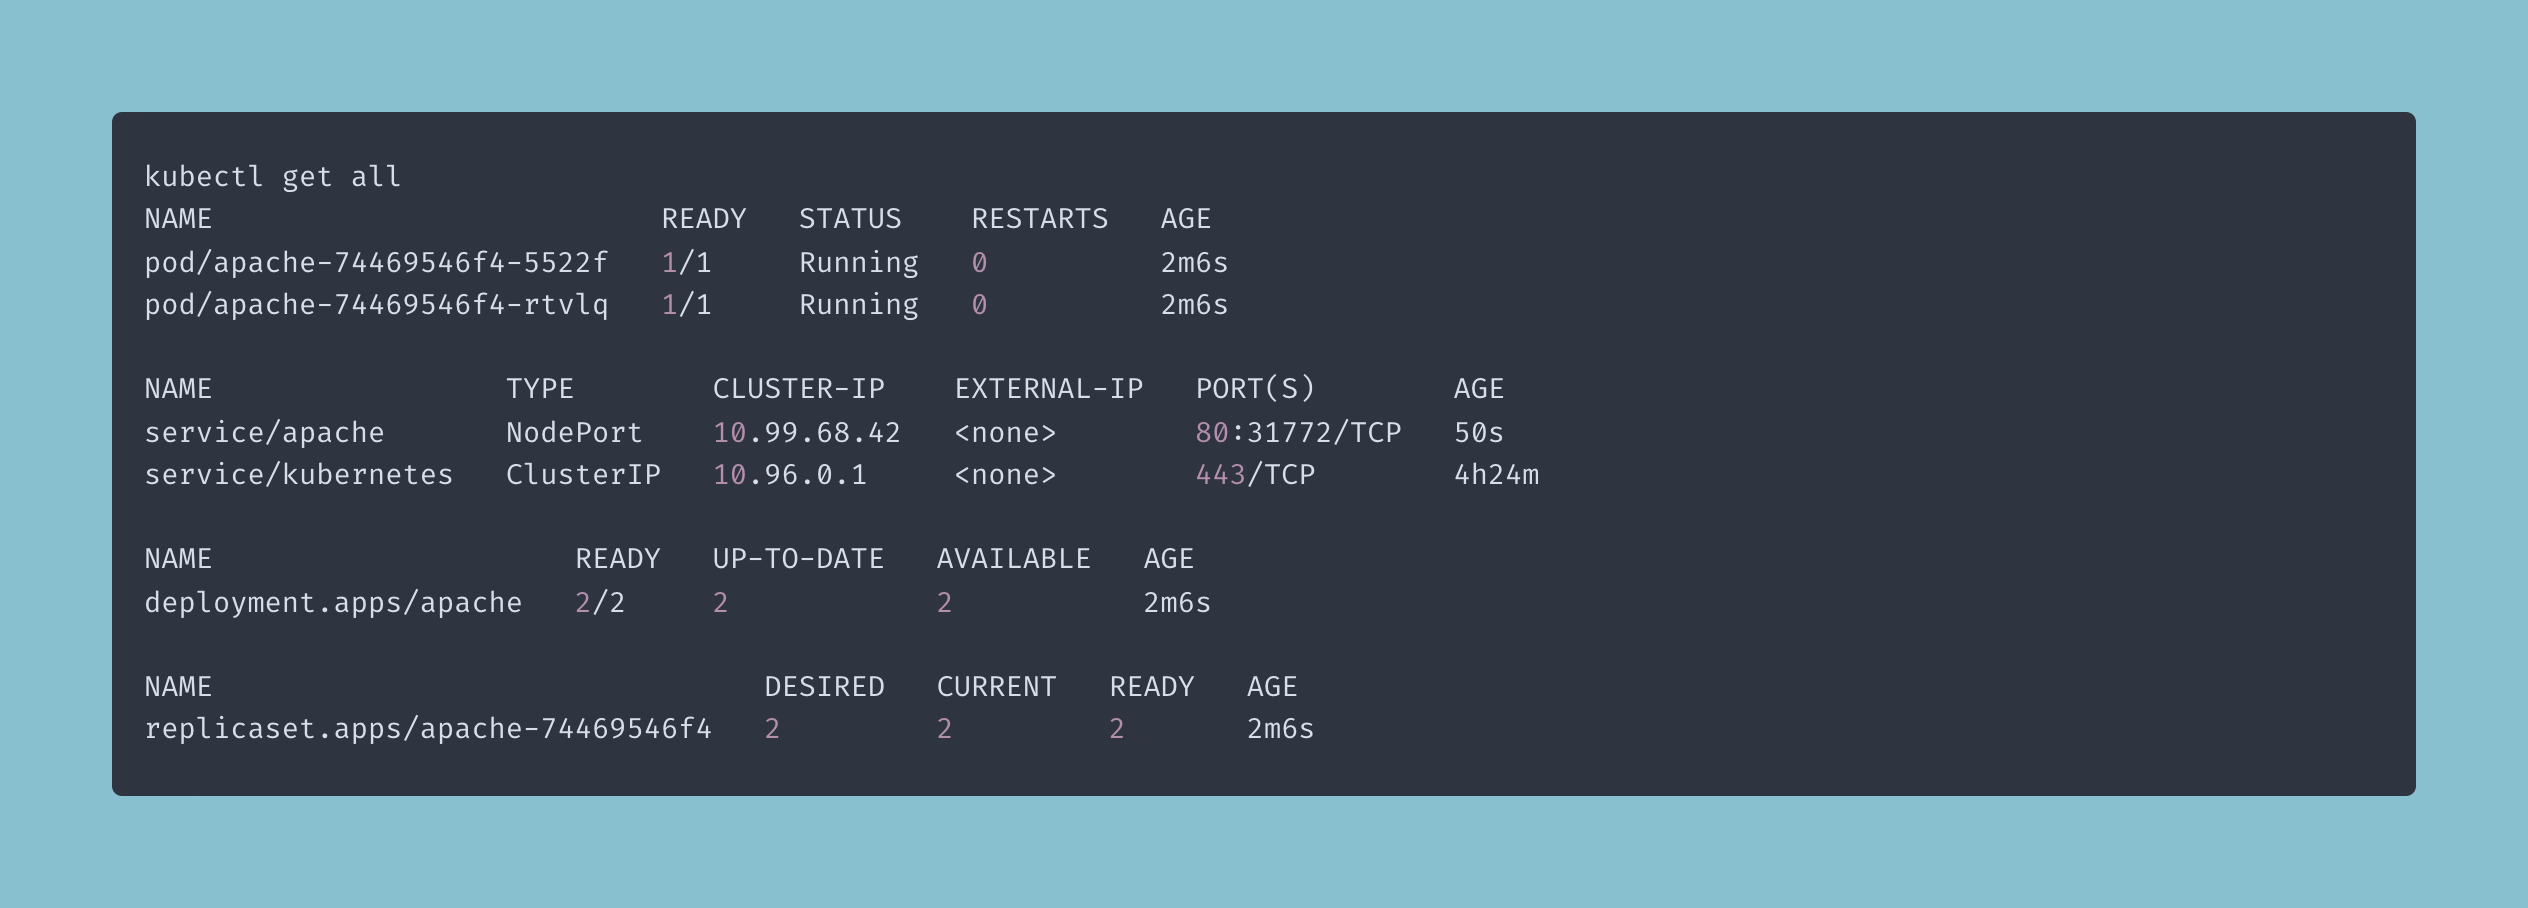 kubectl get all
NAME                              READY   STATUS    RESTARTS   AGE
pod/apache-74469546f4-5522f   1/1     Running   0          2m6s
pod/apache-74469546f4-rtvlq   1/1     Running   0          2m6s
NAME                 TYPE        CLUSTER-IP    EXTERNAL-IP   PORT(S)        AGE
service/apache       NodePort    10.99.68.42   <none>        80:31772/TCP   50s
service/kubernetes   ClusterIP   10.96.0.1     <none>        443/TCP        4h24m
NAME                     READY   UP-TO-DATE   AVAILABLE   AGE
deployment.apps/apache   2/2     2            2           2m6s
NAME                                DESIRED   CURRENT   READY   AGE
replicaset.apps/apache-74469546f4   2         2         2       2m6s